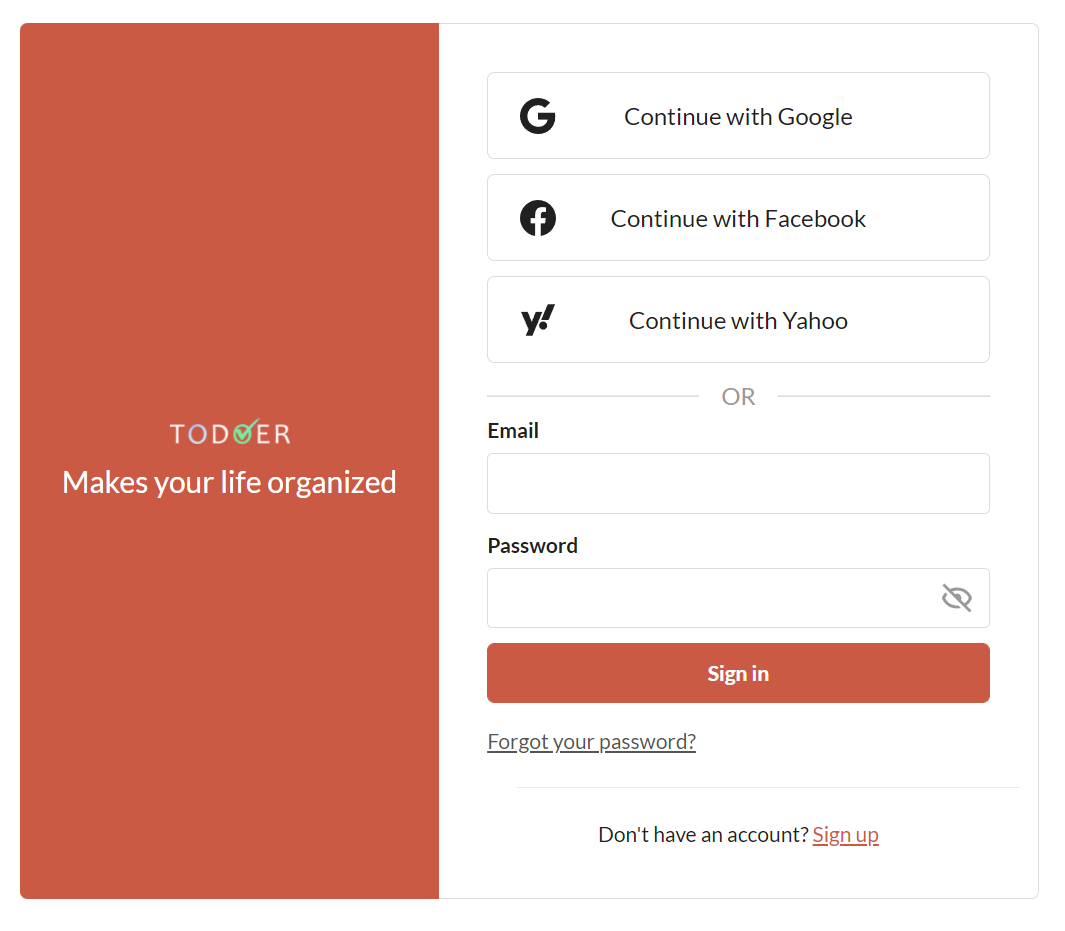 TODOER
Makes your life organized
Continue with Google
Continue with Facebook
Continue with Yahoo
OR
Email
Password
Sign in
Forgot your password?
Don't have an account? Sign up